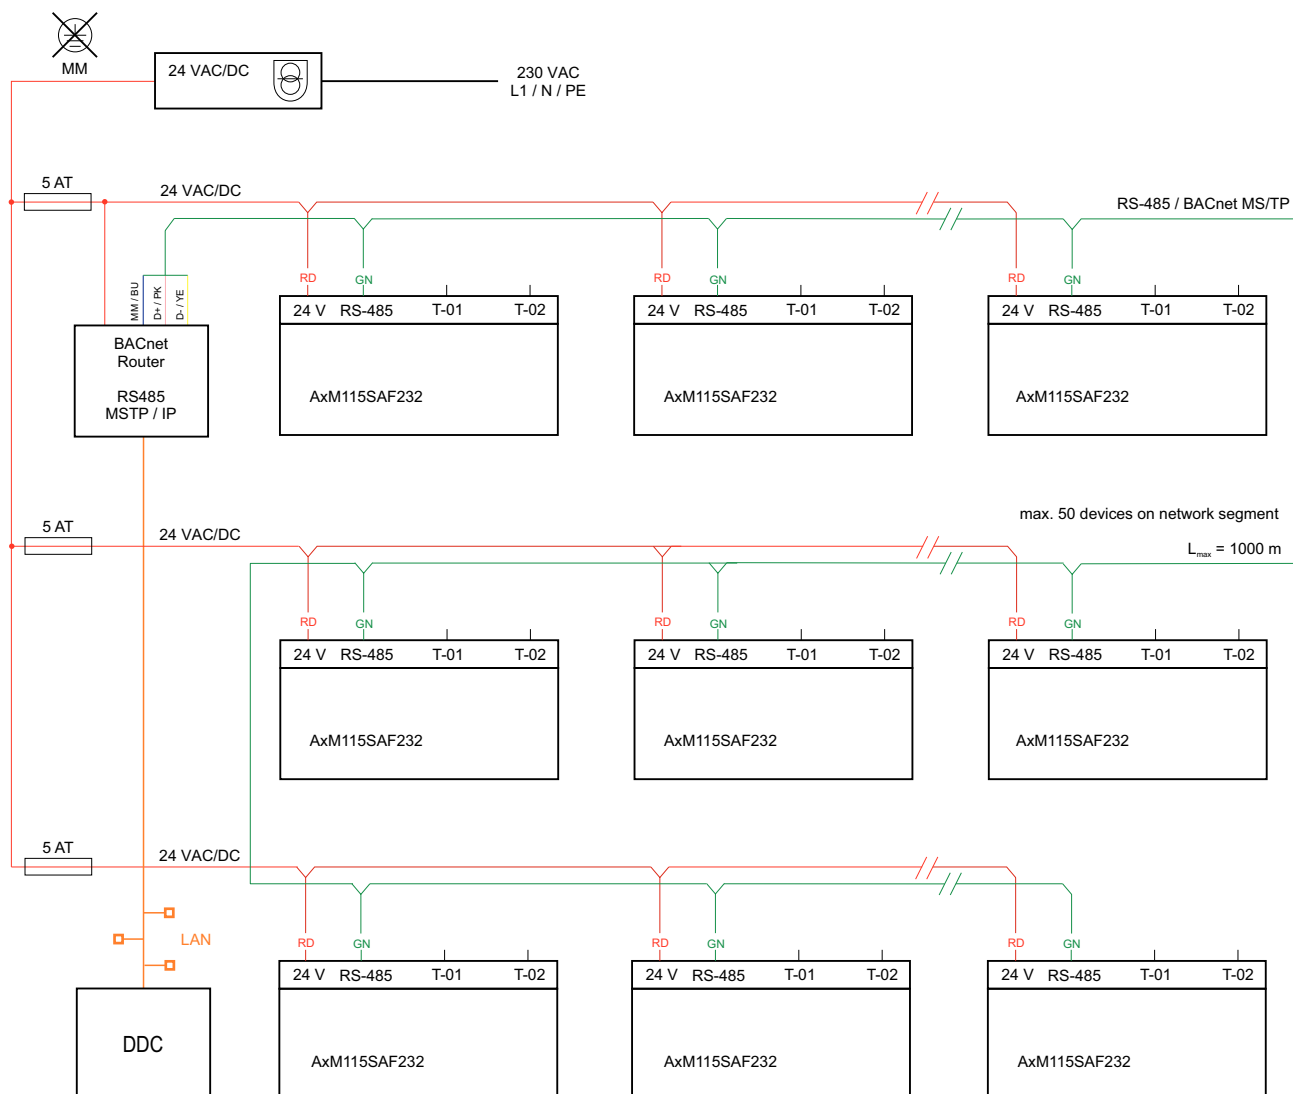 MM
24 VAC/DC
230 VAC
L1 / N / PE
5 AT
24 VAC/DC
RS-485 / BACnet MS/TP
RD
GN
RD
GN
RD
GN
MM / BU
D+ / PK
D- / YE
24 V RS-485 T-01 T-02
24 V RS-485 T-01 T-02
24 V RS-485 T-01 T-02
BACnet
Router
RS485
MSTP / IP
AxM115SAF232
AxM115SAF232
AxM115SAF232
max. 50 devices on network segment
Lmax = 1000 m
5 AT
24 VAC/DC
RD
GN
RD
GN
RD
GN
24 V RS-485 T-01 T-02
24 V RS-485 T-01 T-02
24 V RS-485 T-01 T-02
AxM115SAF232
AxM115SAF232
AxM115SAF232
5 AT
24 VAC/DC
RD
GN
RD
GN
RD
GN
LAN
24 V RS-485 T-01 T-02
24 V RS-485 T-01 T-02
24 V RS-485 T-01 T-02
DDC
AxM115SAF232
AxM115SAF232
AxM115SAF232